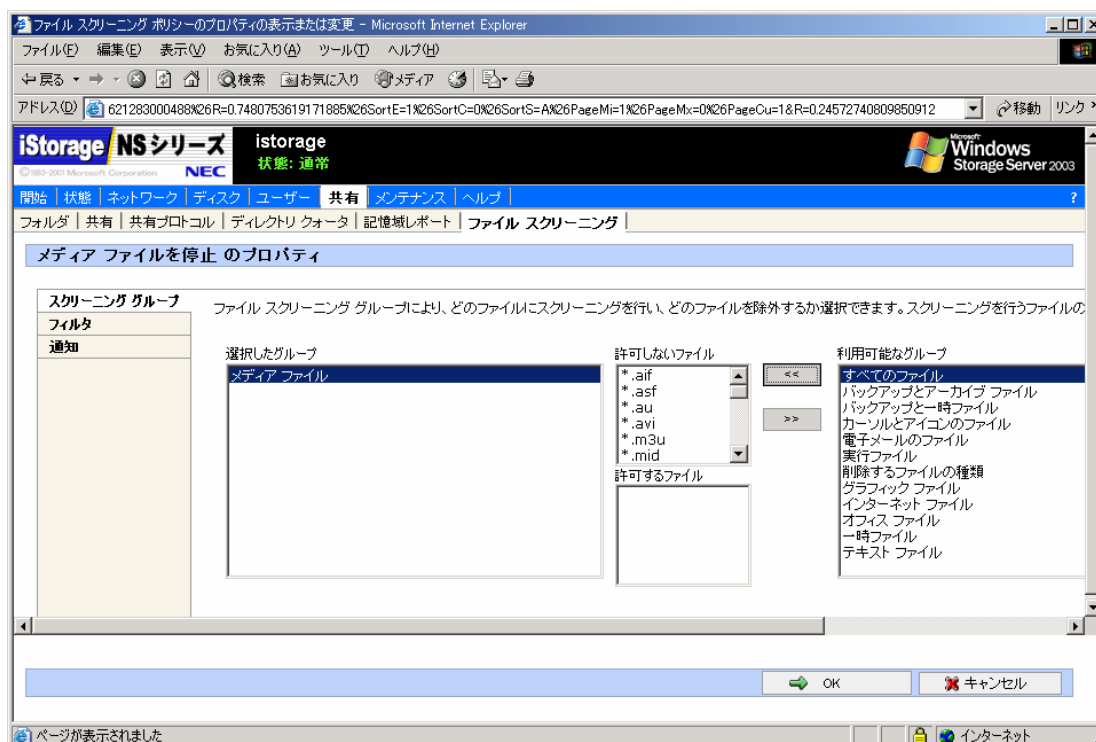 ファイル スクリーニング ポリシーのプロパティの表示または変更 - Microsoft Internet Explorer
ファイル(F) 編集(E) 表示(V) お気に入り(A) ツール(T) ヘルプ(H)
戻る 検索 お気に入り メディア
アドレス(D) 621283000488%26R=0.7480753619171885%26SortE=1%26SortC=0%26SortS=A%26PageMi=1%26PageMx=0%26PageCu=1&R=0.24572740809850912 移動 リンク »
iStorage NSシリーズ istorage
状態: 通常
©1983-2001 Microsoft Corporation NEC
Microsoft Windows Storage Server 2003
開始 状態 ネットワーク ディスク ユーザー 共有 メンテナンス ヘルプ ?
フォルダ 共有 共有プロトコル ディレクトリ クォータ 記憶域レポート ファイル スクリーニング
メディア ファイルを停止 のプロパティ
スクリーニング グループ
フィルタ
通知
ファイル スクリーニング グループにより、どのファイルにスクリーニングを行い、どのファイルを除外するか選択できます。スクリーニングを行うファイルの
選択したグループ
メディア ファイル
許可しないファイル
*.aif
*.asf
*.au
*.avi
*.m3u
*.mid
許可するファイル
<<
>>
利用可能なグループ
すべてのファイル
バックアップとアーカイブ ファイル
バックアップと一時ファイル
カーソルとアイコンのファイル
電子メールのファイル
実行ファイル
削除するファイルの種類
グラフィック ファイル
インターネット ファイル
オフィス ファイル
一時ファイル
テキスト ファイル
OK キャンセル
ページが表示されました インターネット